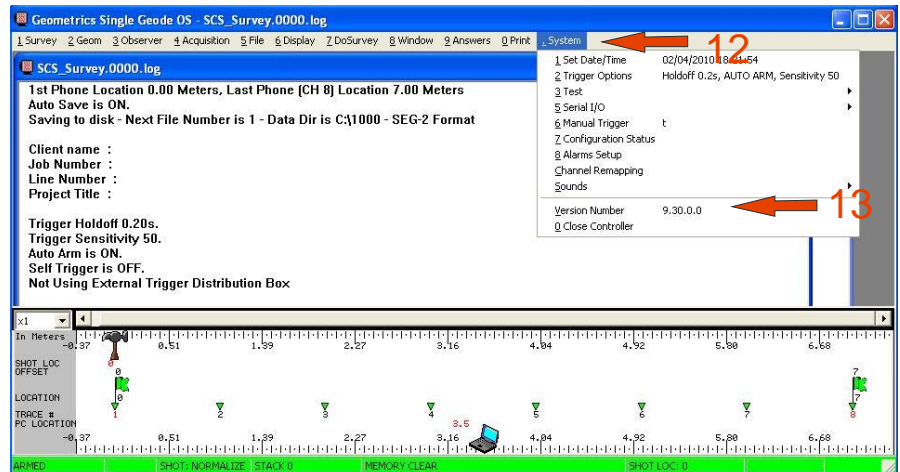 Geometrics Single Geode OS - SCS_Survey.0000.log
1 Survey 2 Geom 3 Observer 4 Acquisition 5 File 6 Display 7 DoSurvey 8 Window 9 Answers 0 Print . System
12
SCS_Survey.0000.log
1st Phone Location 0.00 Meters, Last Phone (CH 8) Location 7.00 Meters
Auto Save is ON.
Saving to disk - Next File Number is 1 - Data Dir is C:\1000 - SEG-2 Format
Client name :
Job Number :
Line Number :
Project Title :
Trigger Holdoff 0.20s.
Trigger Sensitivity 50.
Auto Arm is ON.
Self Trigger is OFF.
Not Using External Trigger Distribution Box
1 Set Date/Time 02/04/2010 18:21:54
2 Trigger Options Holdoff 0.2s, AUTO ARM, Sensitivity 50
3 Test
5 Serial I/O
6 Manual Trigger t
7 Configuration Status
8 Alarms Setup
Channel Remapping
Sounds
Version Number 9.30.0.0
13
0 Close Controller
x1
In Meters
-0.37 0.51 1.39 2.27 3.16 4.04 4.92 5.80 6.68
SHOT LOC 0
OFFSET 0 7
LOCATION 0 7
TRACE # 1 2 3 4 5 6 7 8
PC LOCATION 3.5
-0.37 0.51 1.39 2.27 3.16 4.04 4.92 5.80 6.68
ARMED SHOT: NORMALIZE STACK 0 MEMORY CLEAR SHOT LOC: 0